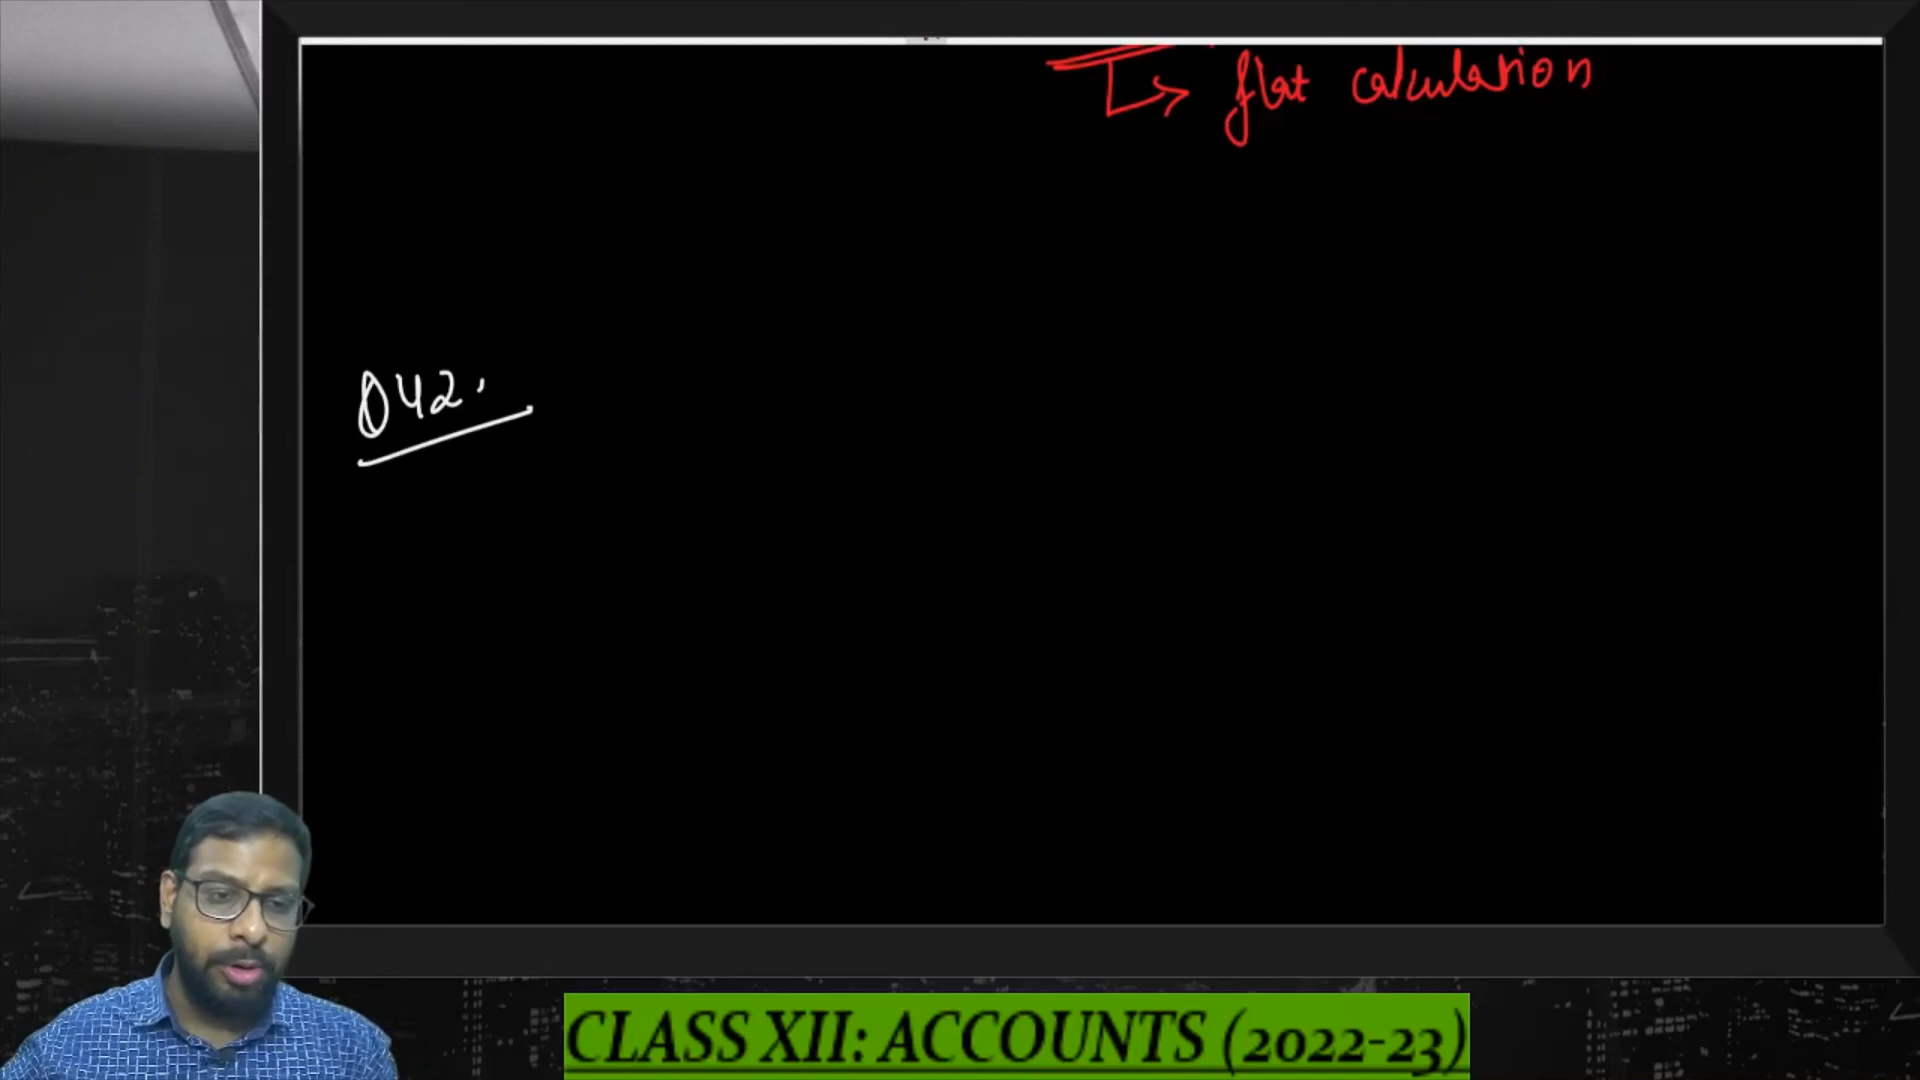 flat calculation
Q42.
CLASS XII: ACCOUNTS (2022-23)